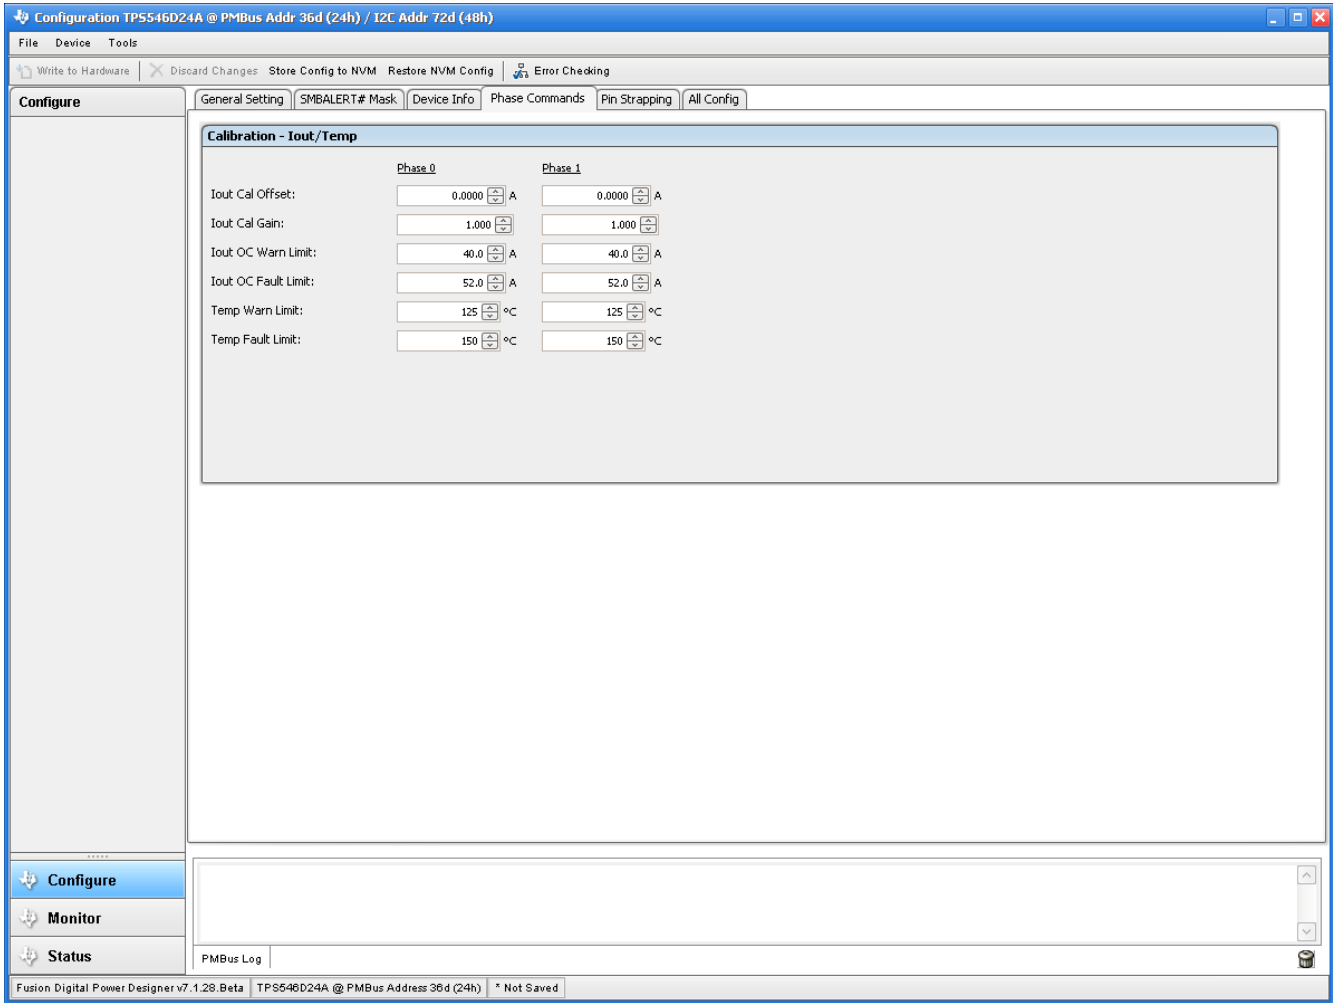 Configuration TPS546D24A @ PMBus Addr 36d (24h) / I2C Addr 72d (48h)
File Device Tools
Write to Hardware Discard Changes Store Config to NVM Restore NVM Config Error Checking
Configure
General Setting SMBALERT# Mask Device Info Phase Commands Pin Strapping All Config
Calibration - Iout/Temp
Phase 0 Phase 1
Iout Cal Offset: 0.0000 A 0.0000 A
Iout Cal Gain: 1.000 1.000
Iout OC Warn Limit: 40.0 A 40.0 A
Iout OC Fault Limit: 52.0 A 52.0 A
Temp Warn Limit: 125 ºC 125 ºC
Temp Fault Limit: 150 ºC 150 ºC
Configure
Monitor
Status
PMBus Log
Fusion Digital Power Designer v7.1.28.Beta TPS546D24A @ PMBus Address 36d (24h) * Not Saved